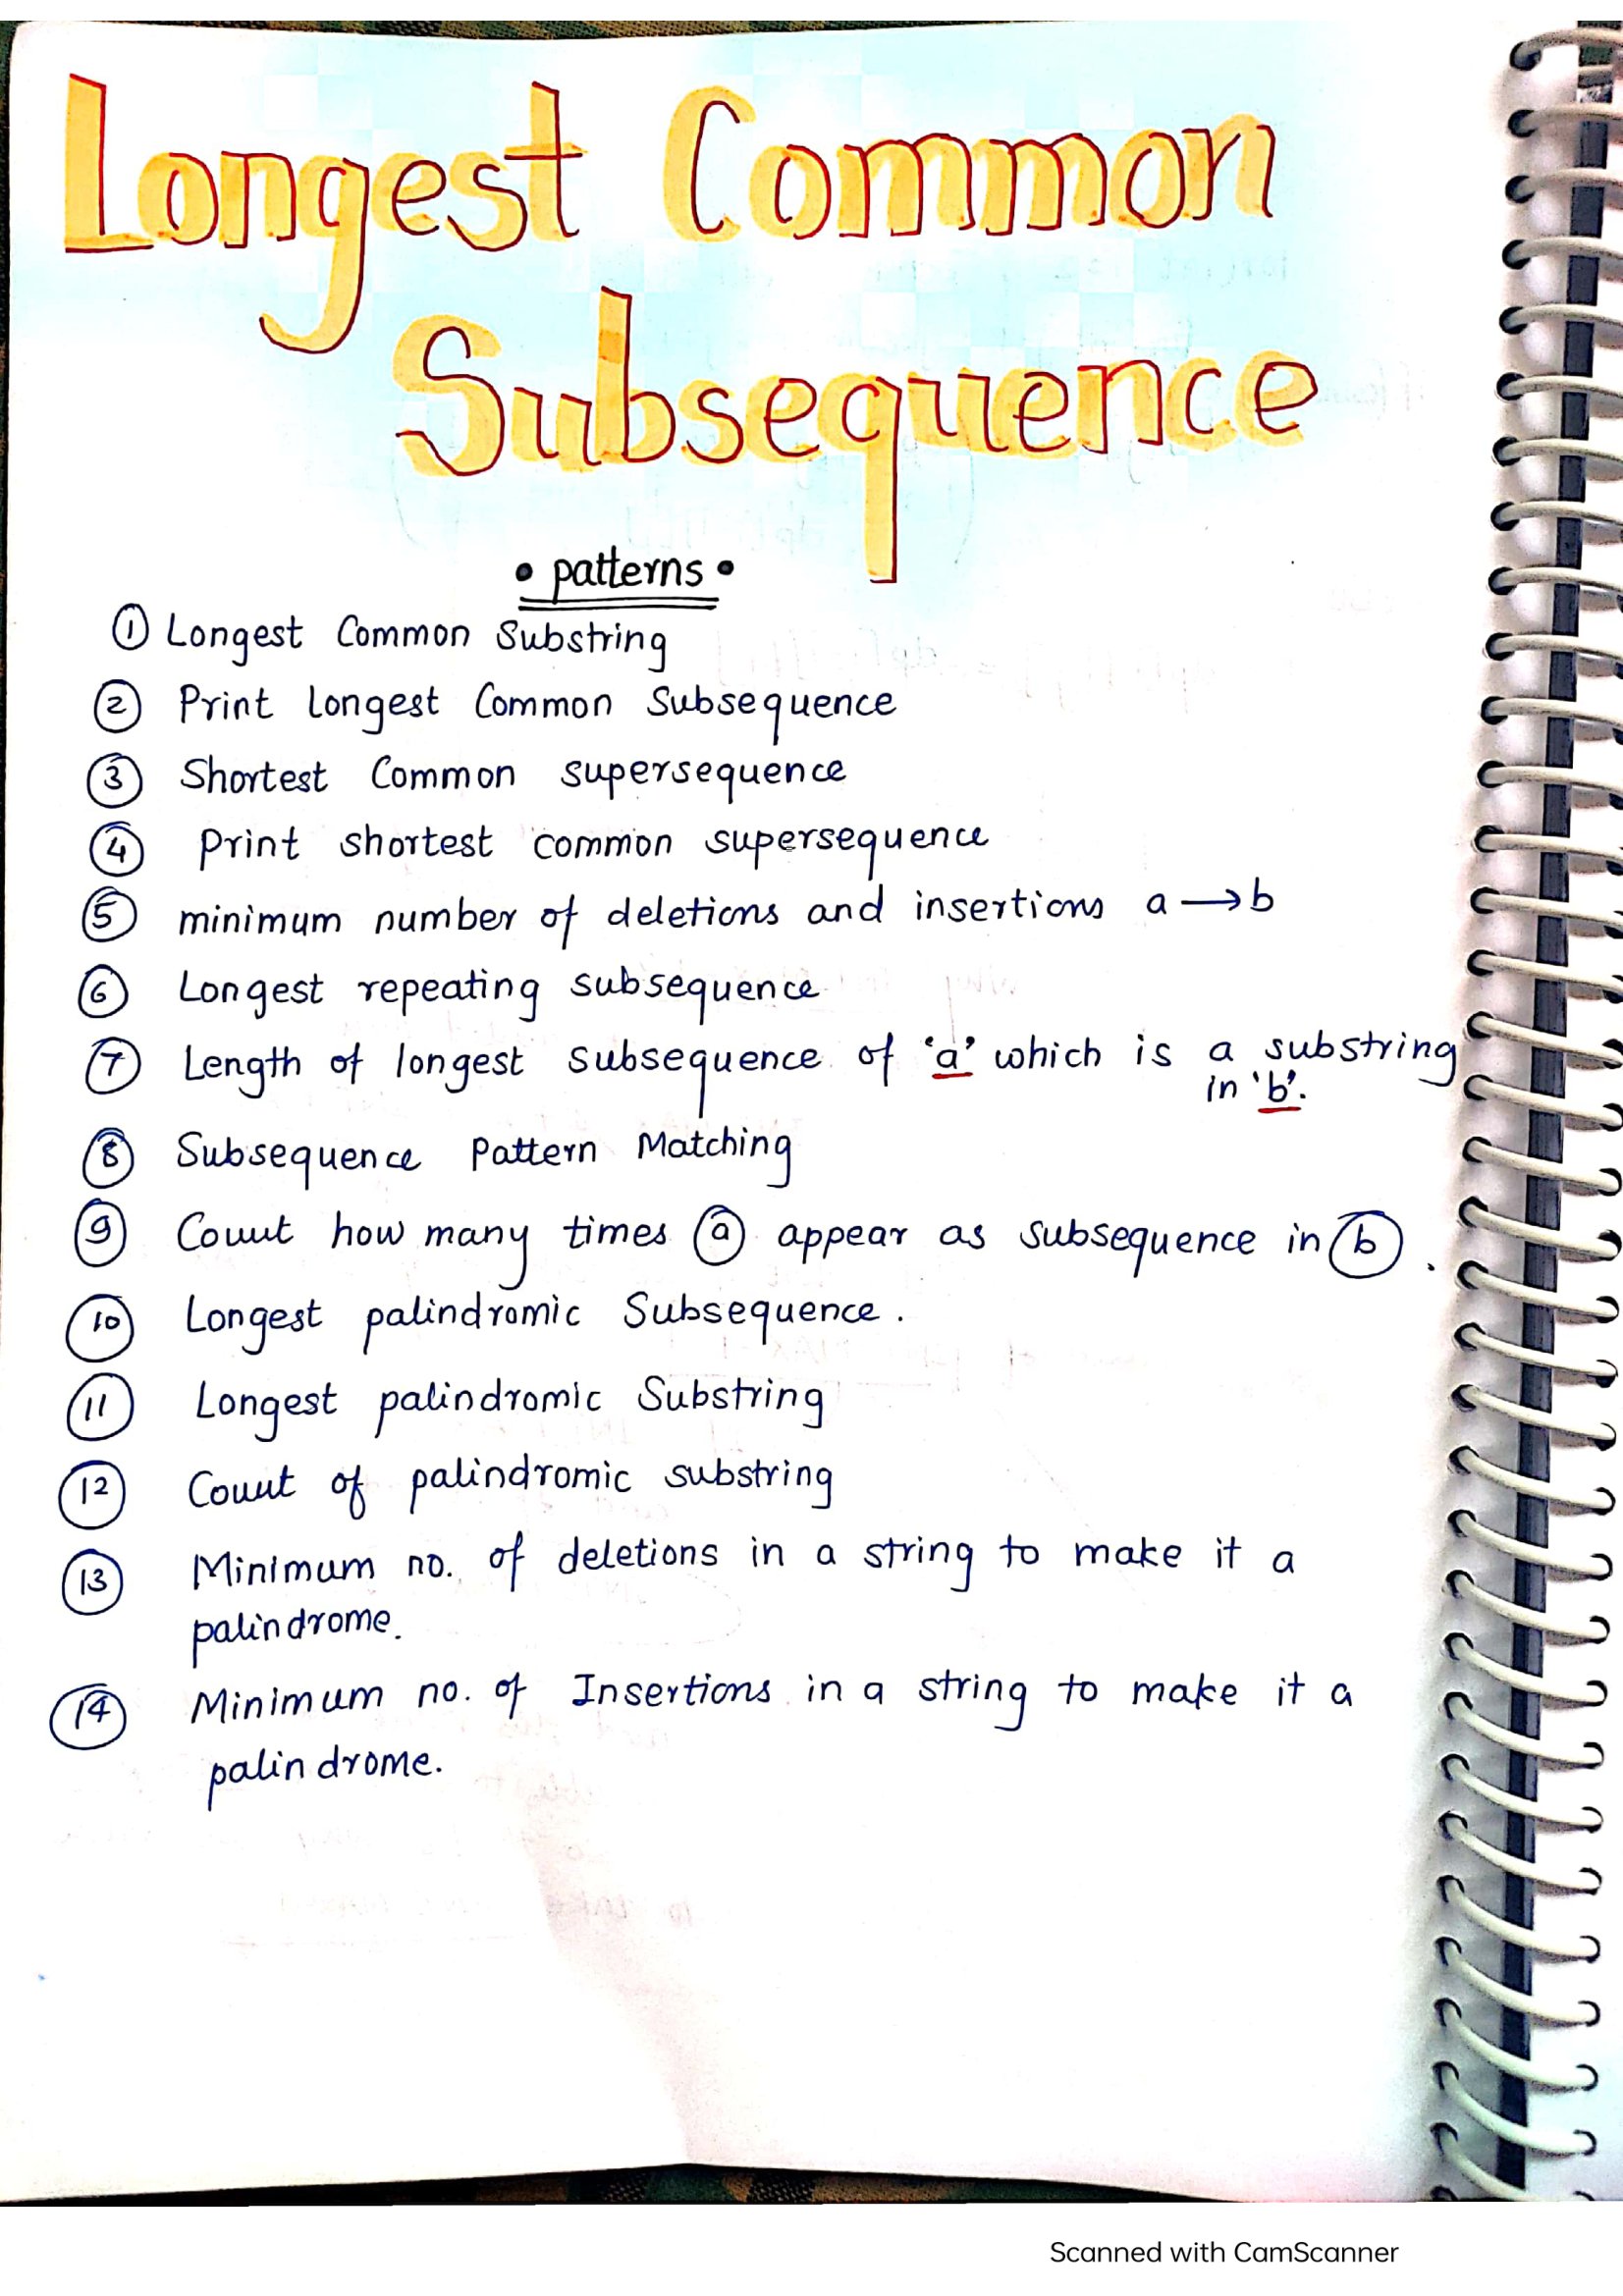 Longest Common
Subsequence
• patterns •
① Longest Common Substring
② Print Longest Common Subsequence
③ Shortest Common supersequence
④ Print shortest common supersequence
⑤ minimum number of deletions and insertions a → b
⑥ Longest repeating subsequence
⑦ Length of longest subsequence of 'a' which is a substring
in 'b'.
⑧ Subsequence Pattern Matching
⑨ Count how many times ⓐ appear as subsequence in ⓑ .
⑩ Longest palindromic Subsequence.
⑪ Longest palindromic Substring
⑫ Count of palindromic substring
⑬ Minimum no. of deletions in a string to make it a
palindrome.
⑭ Minimum no. of Insertions in a string to make it a
palindrome.
Scanned with CamScanner